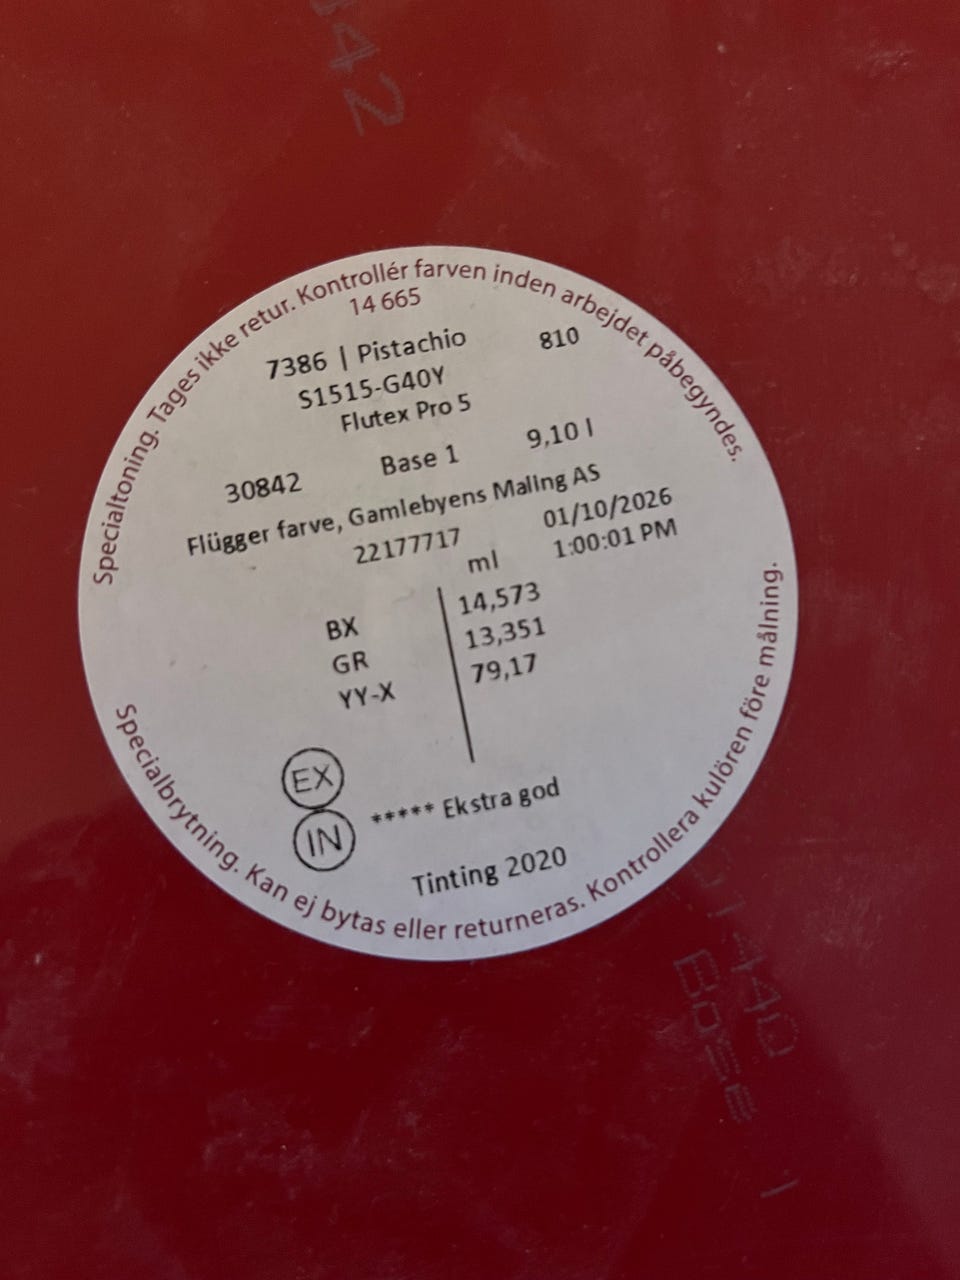 342
Specialtoning. Tages ikke retur. Kontrollér farven inden arbejdet påbegyndes.
14 665
7386 | Pistachio 810
S1515-G40Y
Flutex Pro 5
30842 Base 1 9,10 l
Flügger farve, Gamlebyens Maling AS
22177717 01/10/2026
ml 1:00:01 PM
BX 14,573
GR 13,351
YY-X 79,17
EX
IN
***** Ekstra god
Tinting 2020
Specialbrytning. Kan ej bytas eller returneras. Kontrollera kulören före målning.